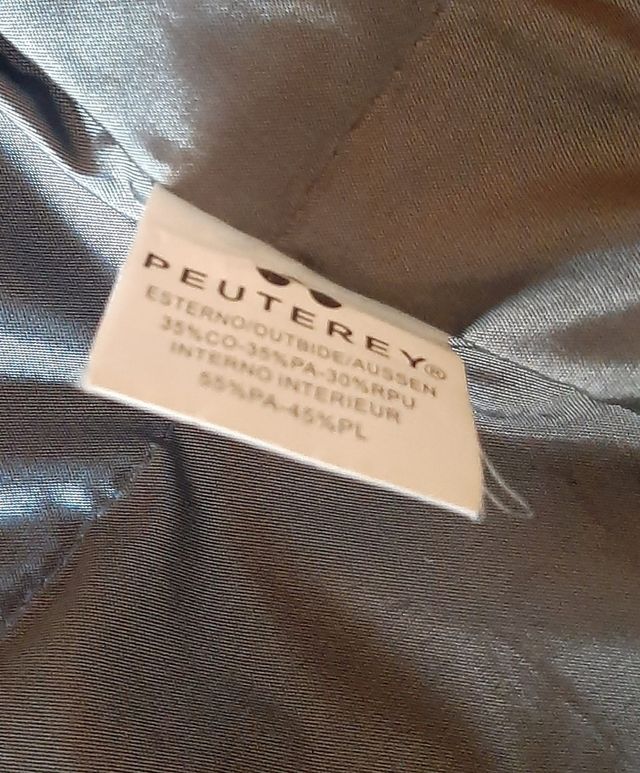 PEUTEREY®
ESTERNO/OUTBIDE/AUSSEN
35%CO-35%PA-30%RPU
INTERNO INTERIEUR
55%PA-45%PL